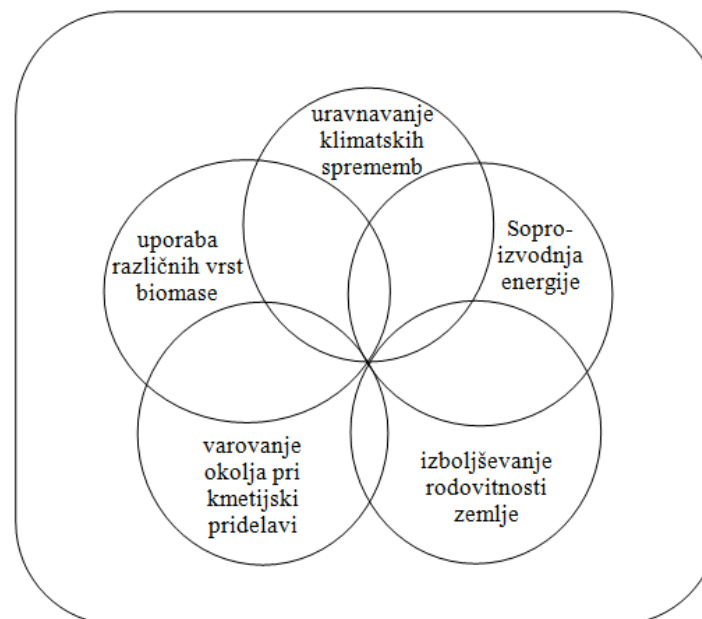 uravnavanje
klimatskih
sprememb
uporaba
različnih vrst
biomase
Sopro-
izvodnja
energije
varovanje
okolja pri
kmetijski
pridelavi
izboljševanje
rodovitnosti
zemlje